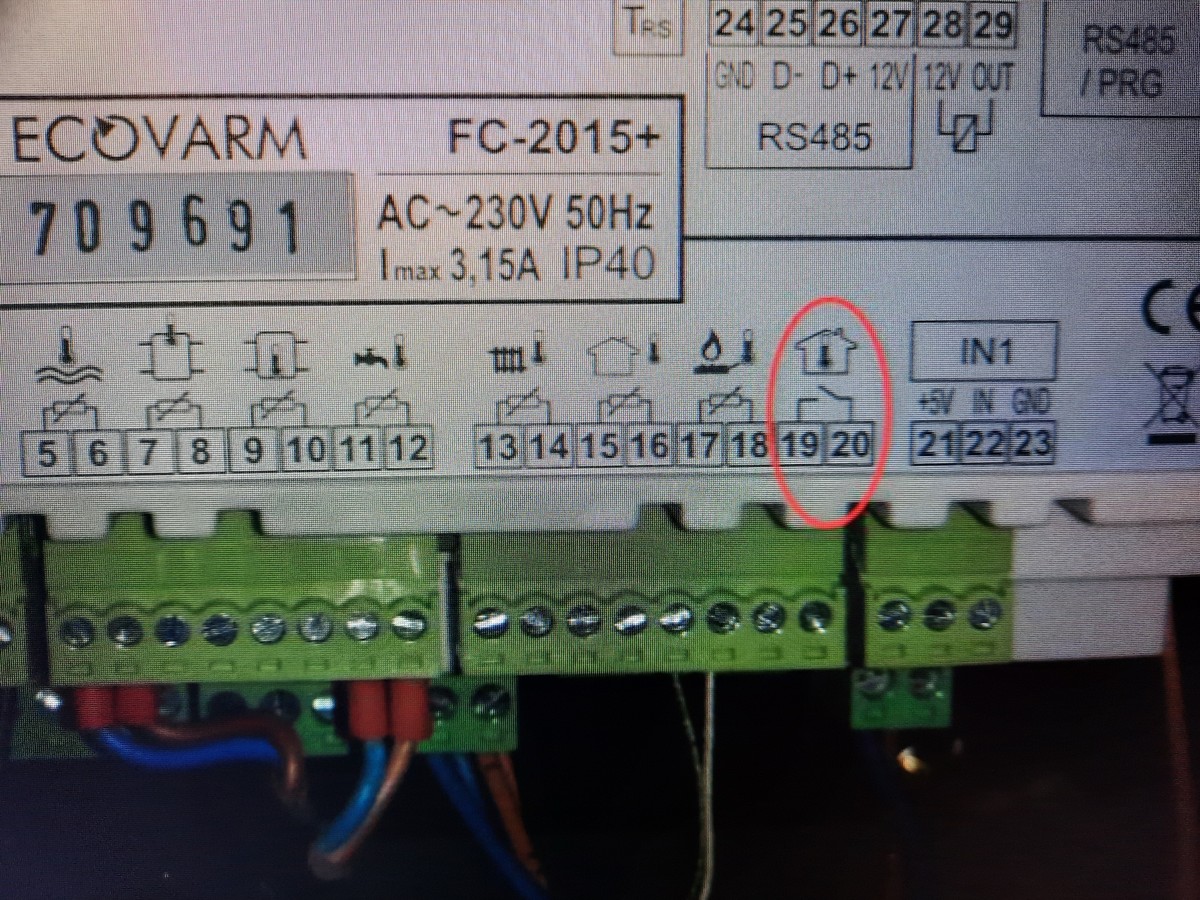 TRS
24 25 26 27 28 29
GND D- D+ 12V 12V OUT
RS485
RS485
/ PRG
ECOVARM FC-2015+
709691
AC~230V 50Hz
Imax 3,15A IP40
CE
IN1
+5V IN GND
5 6 7 8 9 10 11 12 13 14 15 16 17 18 19 20 21 22 23